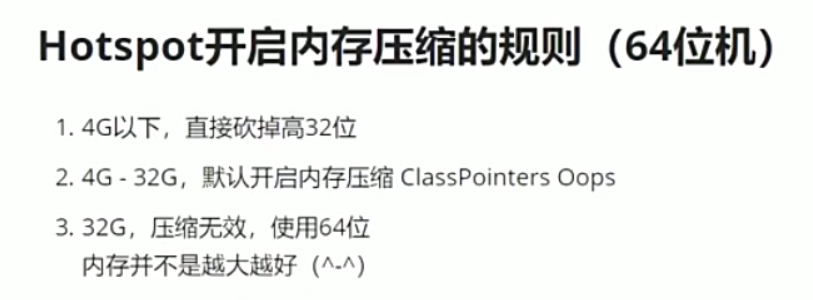 Hotspot开启内存压缩的规则（64位机）
1. 4G以下，直接砍掉高32位
2. 4G - 32G，默认开启内存压缩 ClassPointers Oops
3. 32G，压缩无效，使用64位
内存并不是越大越好（^-^）